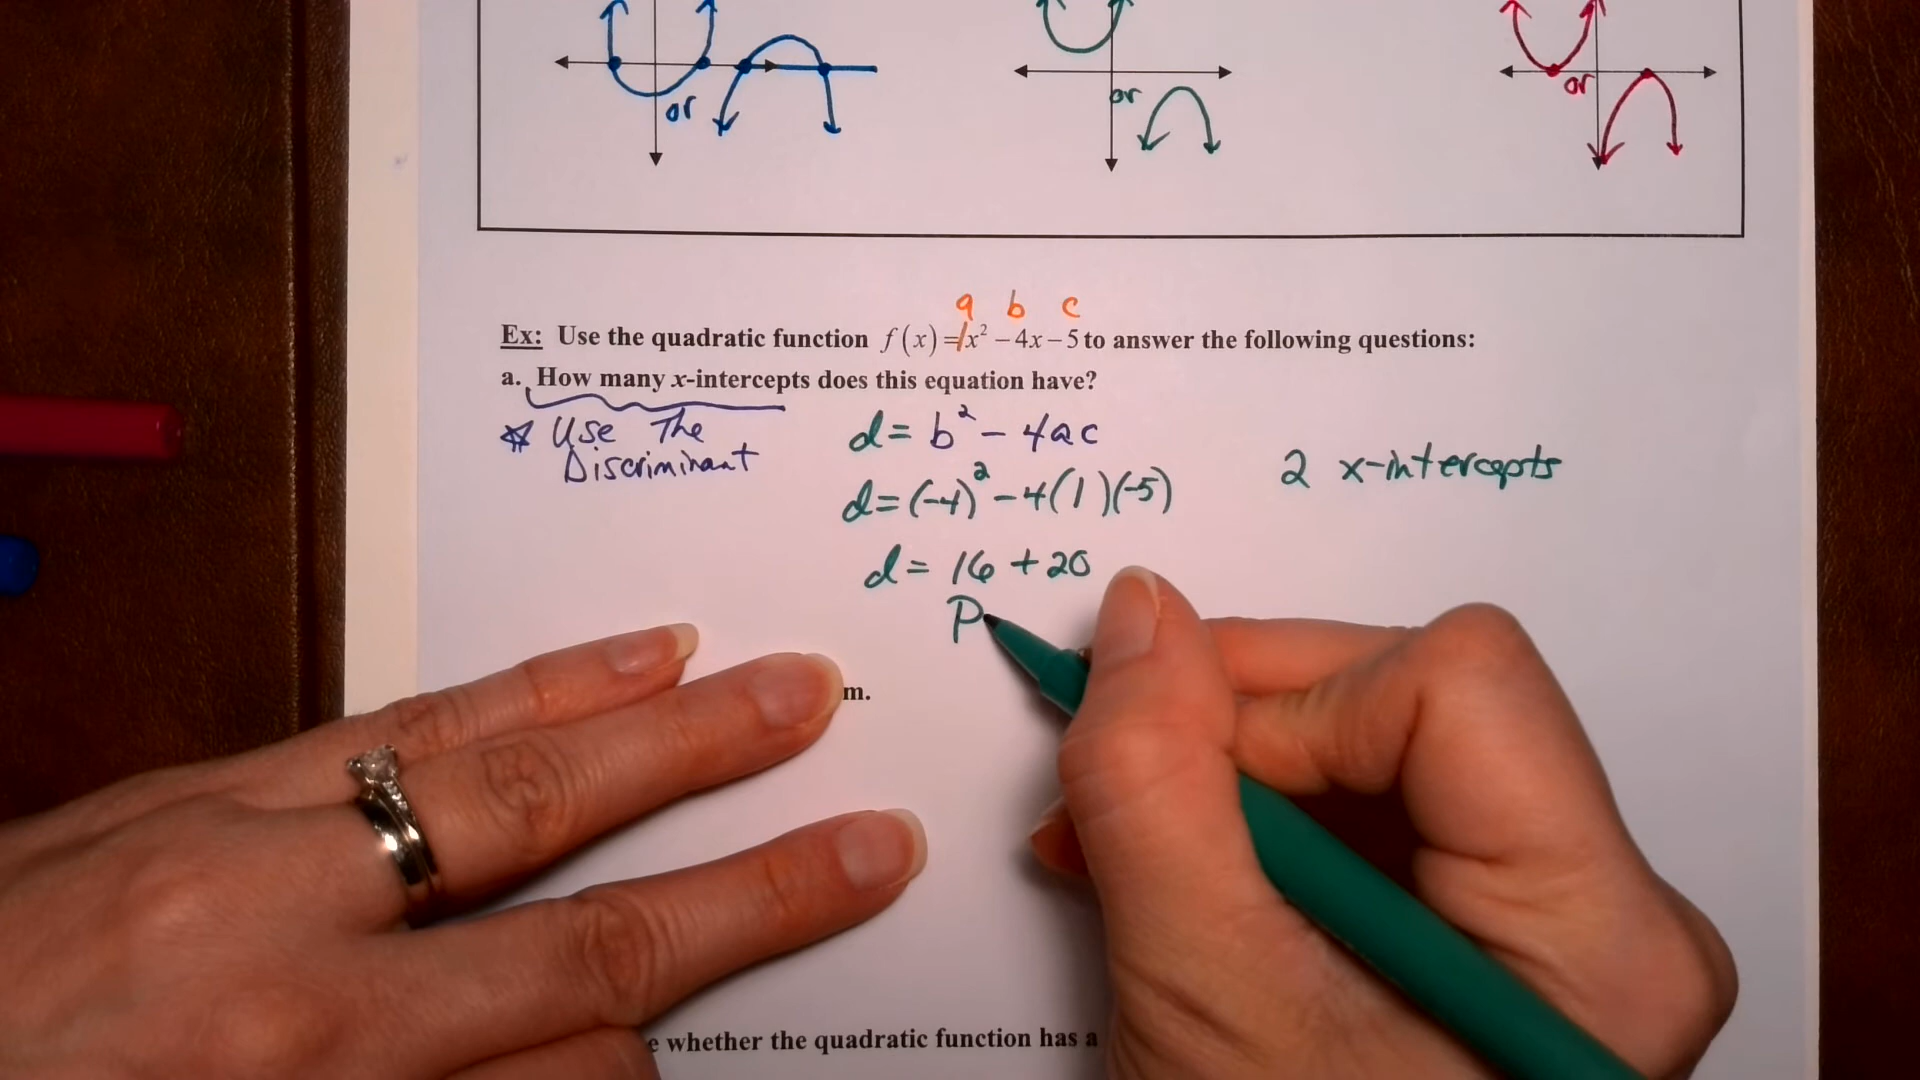 or
or
or
a b c
Ex: Use the quadratic function f(x)=1x² − 4x − 5 to answer the following questions:
a. How many x-intercepts does this equation have?
* Use The
Discriminant
d = b² − 4ac
d = (-4)² − 4(1)(-5)
2 x-intercepts
d = 16 + 20
P
m.
e whether the quadratic function has a